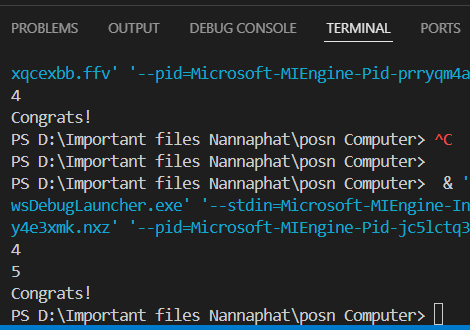 PROBLEMS OUTPUT DEBUG CONSOLE TERMINAL PORTS
xqcexbb.ffv' '--pid=Microsoft-MIEngine-Pid-prryqm4a
4
Congrats!
PS D:\Important files Nannaphat\posn Computer> ^C
PS D:\Important files Nannaphat\posn Computer>
PS D:\Important files Nannaphat\posn Computer>  & '
wsDebugLauncher.exe' '--stdin=Microsoft-MIEngine-In
y4e3xmk.nxz' '--pid=Microsoft-MIEngine-Pid-jc5lctq3
4
5
Congrats!
PS D:\Important files Nannaphat\posn Computer>